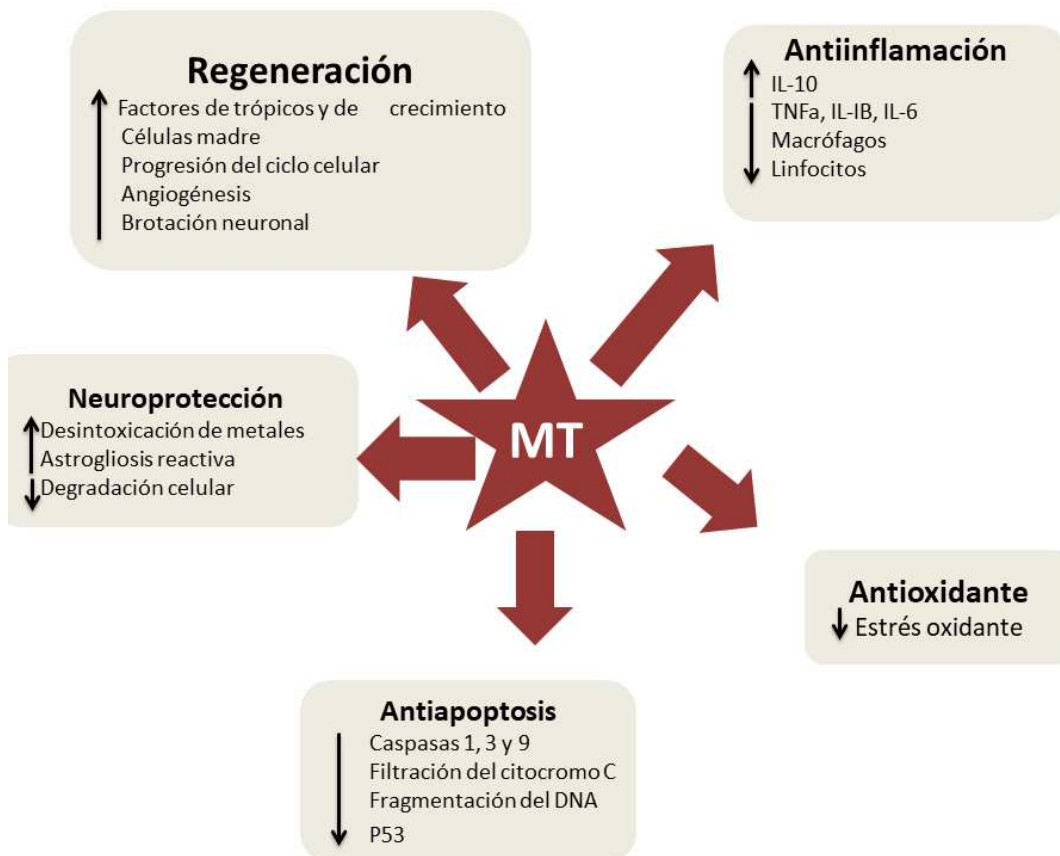 Regeneración
Factores de trópicos y de crecimiento
Células madre
Progresión del ciclo celular
Angiogénesis
Brotación neuronal
Antiinflamación
IL-10
TNFa, IL-IB, IL-6
Macrófagos
Linfocitos
Neuroprotección
Desintoxicación de metales
Astrogliosis reactiva
Degradación celular
MT
Antioxidante
Estrés oxidante
Antiapoptosis
Caspasas 1, 3 y 9
Filtración del citocromo C
Fragmentación del DNA
P53